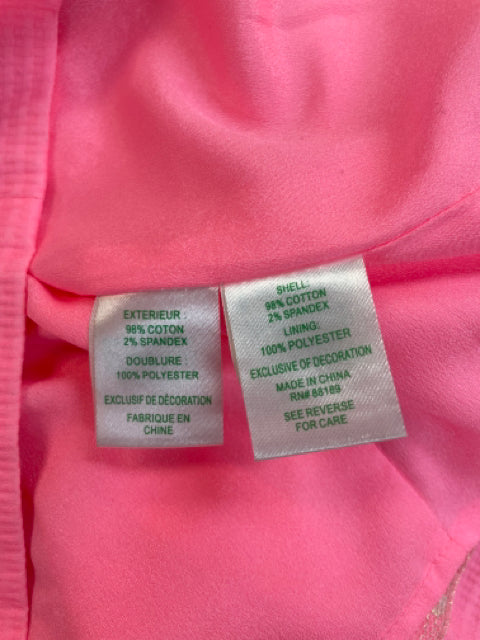 EXTERIEUR :
98% COTON
2% SPANDEX
DOUBLURE :
100% POLYESTER
EXCLUSIF DE DÉCORATION
FABRIQUE EN
CHINE
SHELL:
98% COTTON
2% SPANDEX
LINING:
100% POLYESTER
EXCLUSIVE OF DECORATION
MADE IN CHINA
RN# 88189
SEE REVERSE
FOR CARE